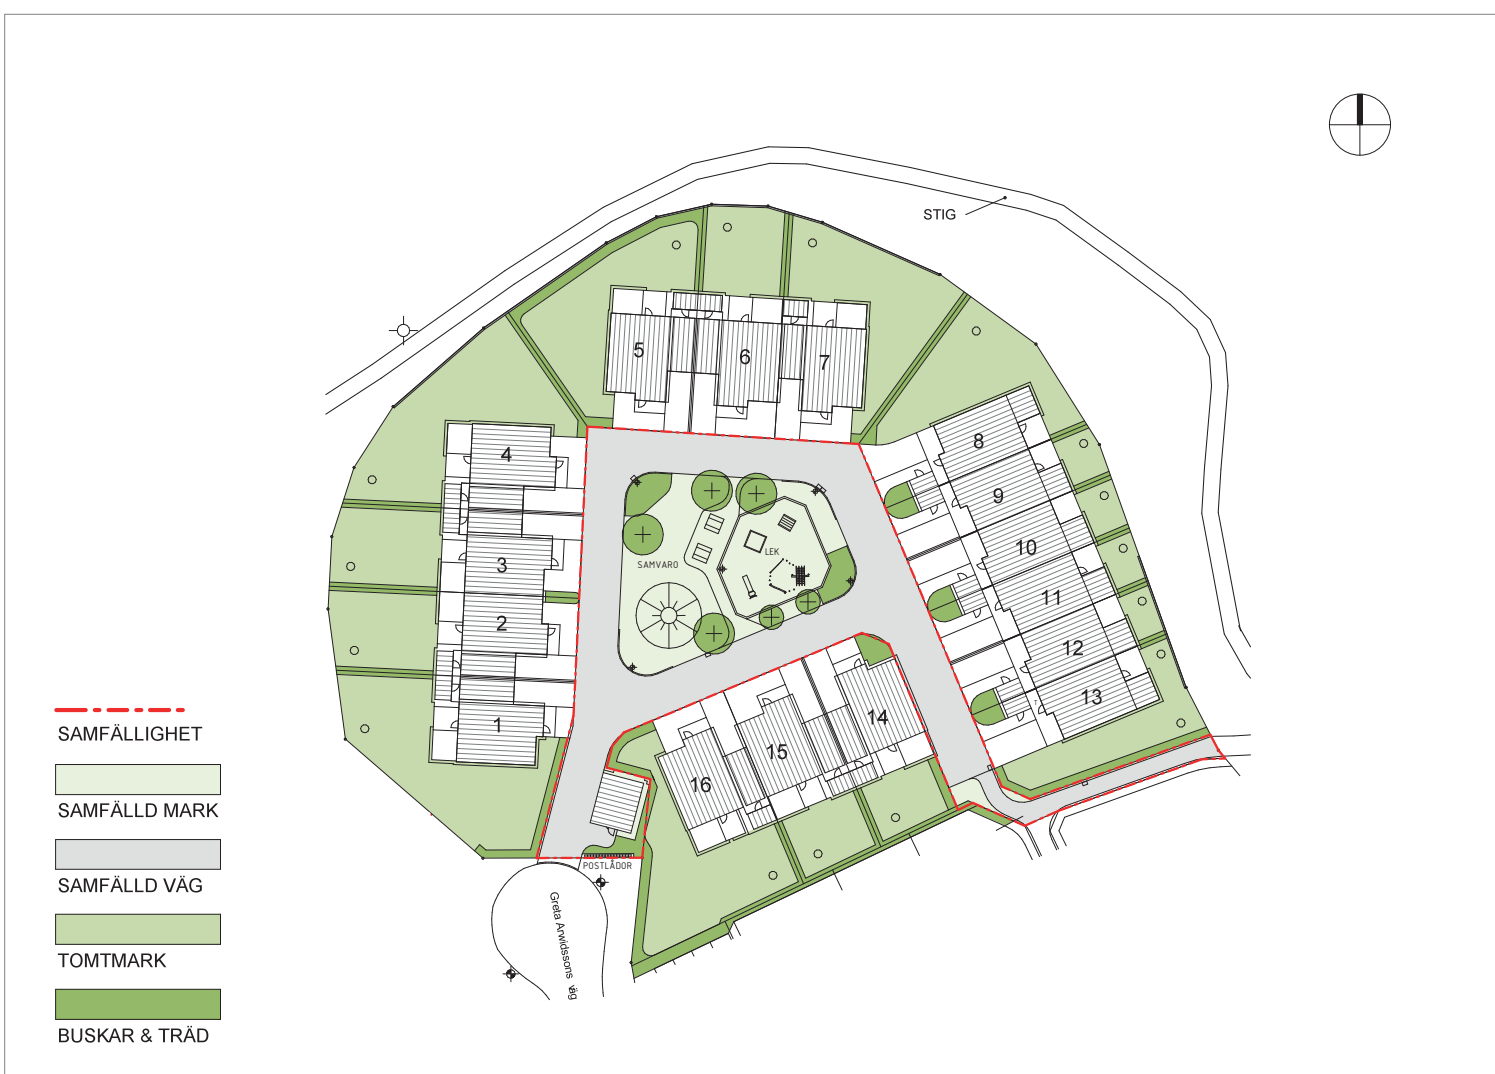 STIG
5
6
7
4
8
9
3
10
LEK
SAMVARO
2
11
12
1
13
14
15
16
POSTLÅDOR
Greta Arwidssons väg
SAMFÄLLIGHET
SAMFÄLLD MARK
SAMFÄLLD VÄG
TOMTMARK
BUSKAR & TRÄD